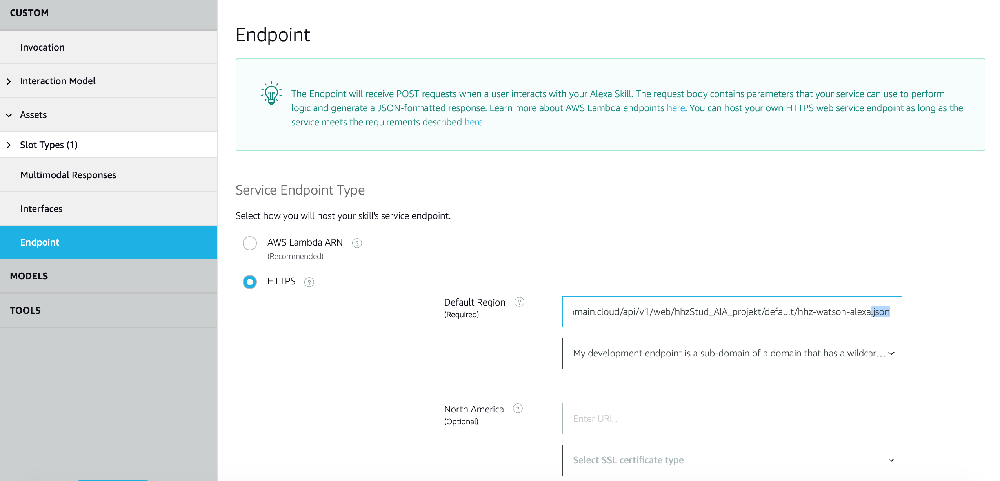 CUSTOM
Invocation
Interaction Model
Assets
Slot Types (1)
Multimodal Responses
Interfaces
Endpoint
MODELS
TOOLS
Endpoint
The Endpoint will receive POST requests when a user interacts with your Alexa Skill. The request body contains parameters that your service can use to perform
logic and generate a JSON-formatted response. Learn more about AWS Lambda endpoints here. You can host your own HTTPS web service endpoint as long as the
service meets the requirements described here.
Service Endpoint Type
Select how you will host your skill's service endpoint.
AWS Lambda ARN ?
(Recommended)
HTTPS ?
Default Region ?
(Required)
omain.cloud/api/v1/web/hhzStud_AIA_projekt/default/hhz-watson-alexa.json
My development endpoint is a sub-domain of a domain that has a wildcar...
North America ?
(Optional)
Enter URI...
Select SSL certificate type